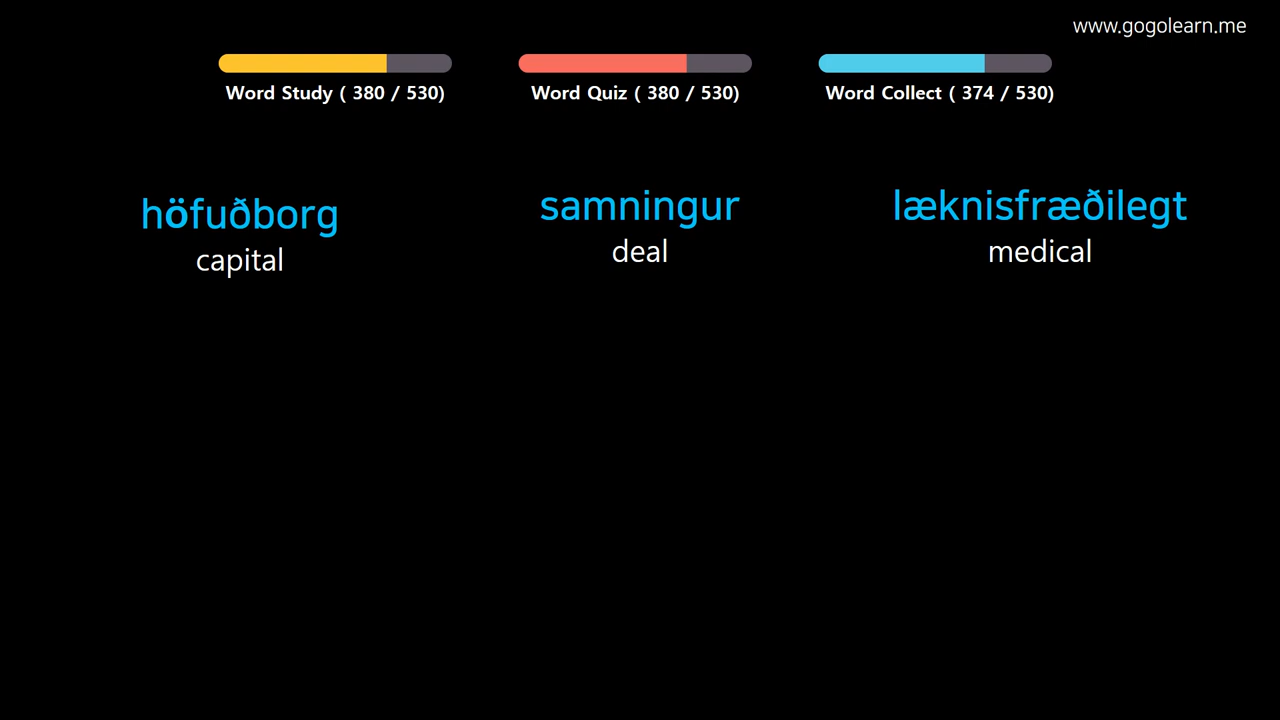 www.gogolearn.me
Word Study ( 380 / 530)
Word Quiz ( 380 / 530)
Word Collect ( 374 / 530)
höfuðborg
capital
samningur
deal
læknisfræðilegt
medical